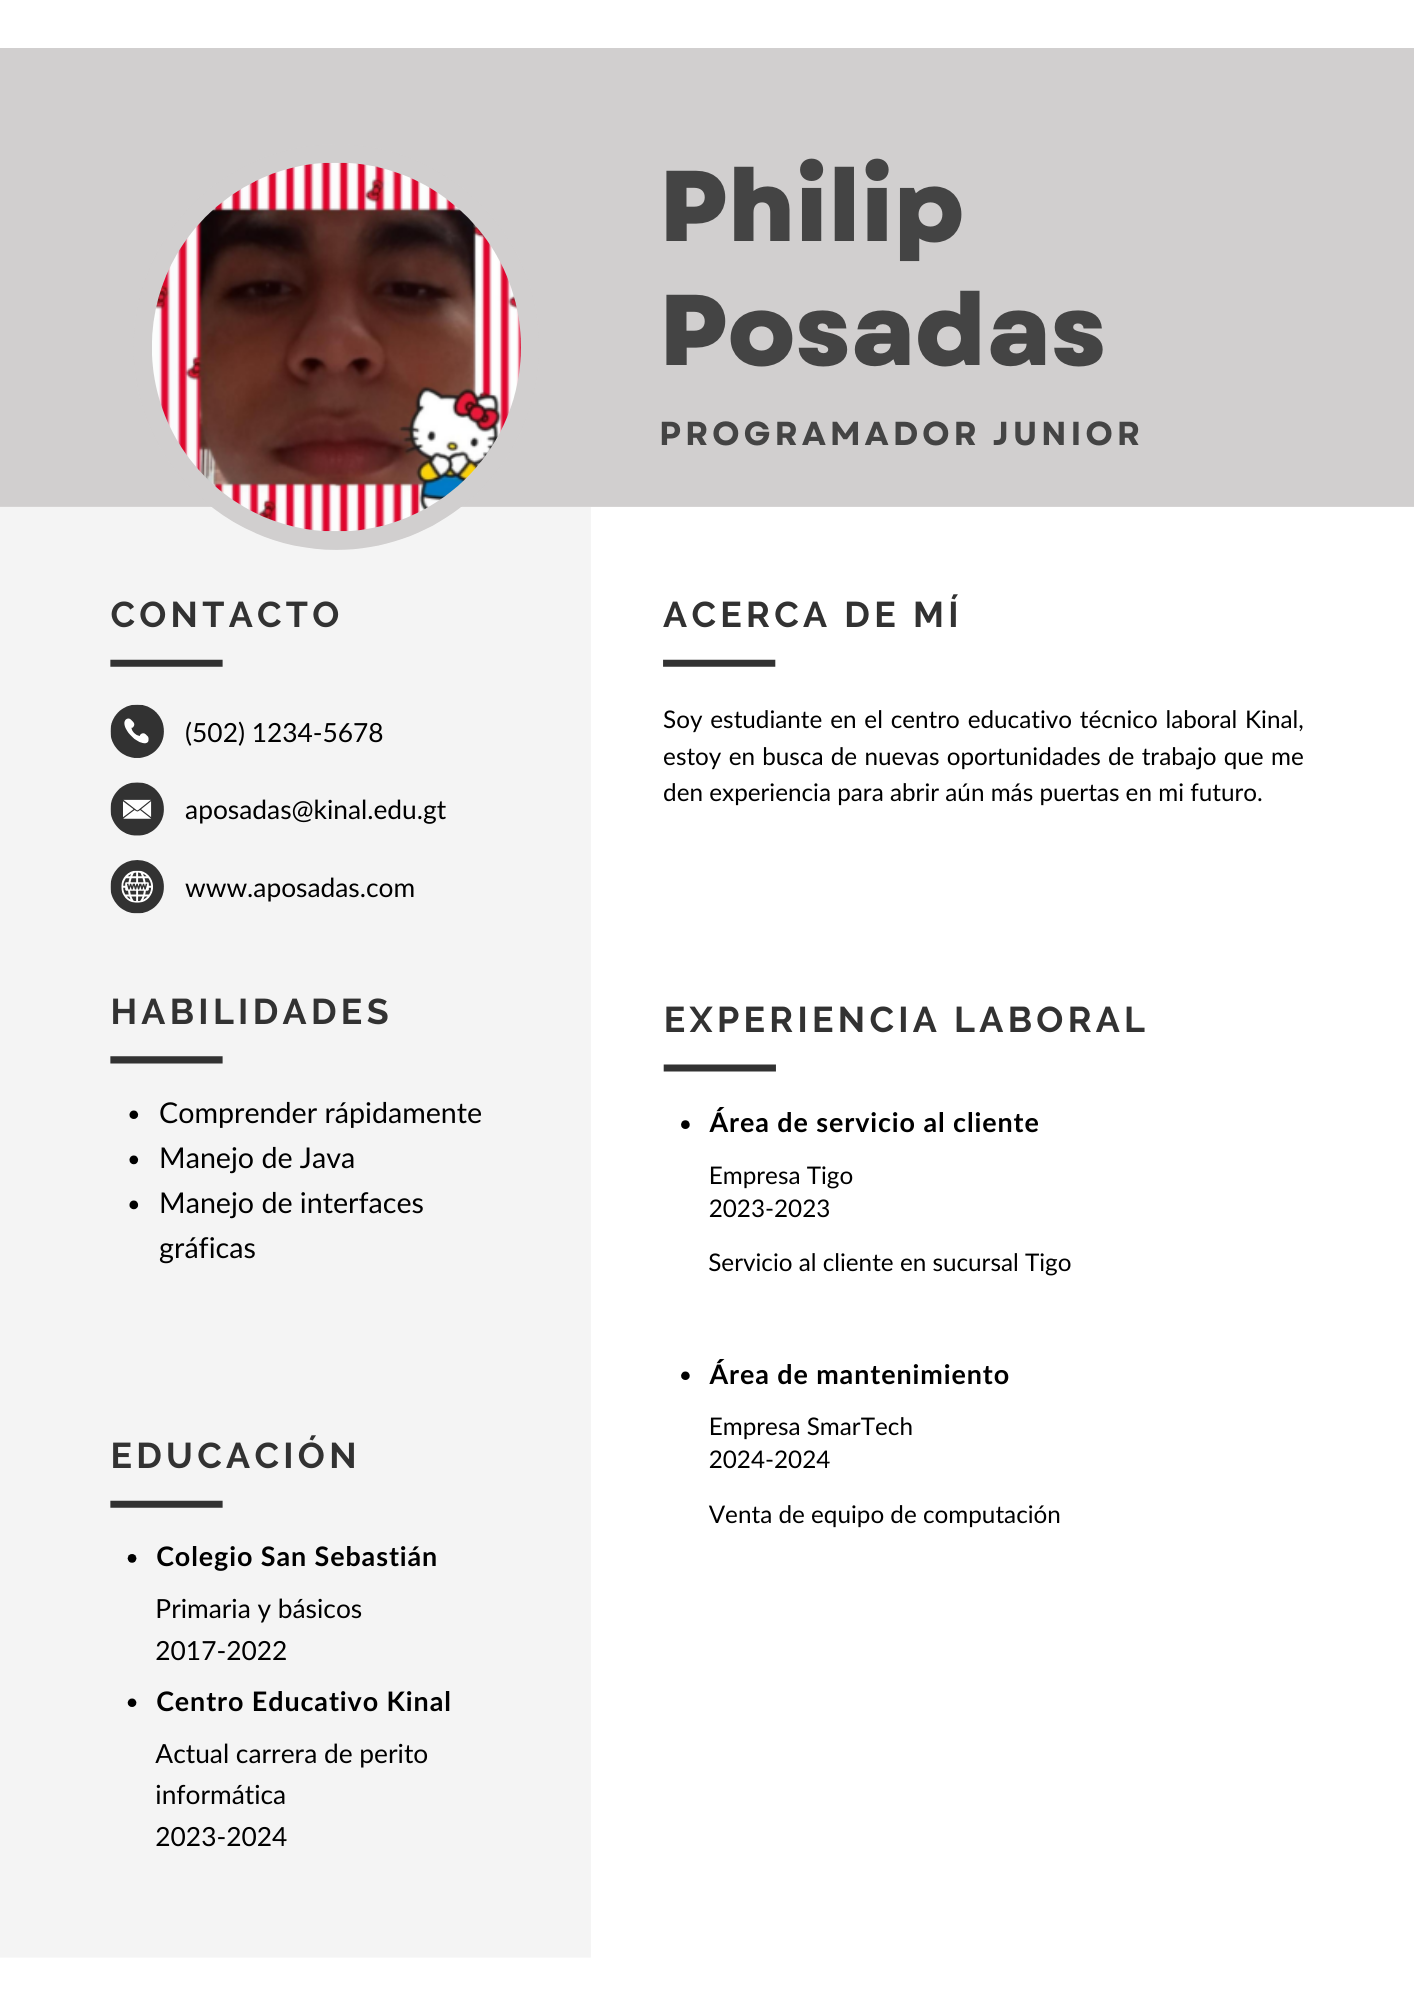 Philip
Posadas
PROGRAMADOR JUNIOR
CONTACTO
(502) 1234-5678
aposadas@kinal.edu.gt
www.aposadas.com
HABILIDADES
• Comprender rápidamente
• Manejo de Java
• Manejo de interfaces
gráficas
EDUCACIÓN
• Colegio San Sebastián
Primaria y básicos
2017-2022
• Centro Educativo Kinal
Actual carrera de perito
informática
2023-2024
ACERCA DE MÍ
Soy estudiante en el centro educativo técnico laboral Kinal,
estoy en busca de nuevas oportunidades de trabajo que me
den experiencia para abrir aún más puertas en mi futuro.
EXPERIENCIA LABORAL
• Área de servicio al cliente
Empresa Tigo
2023-2023
Servicio al cliente en sucursal Tigo
• Área de mantenimiento
Empresa SmarTech
2024-2024
Venta de equipo de computación